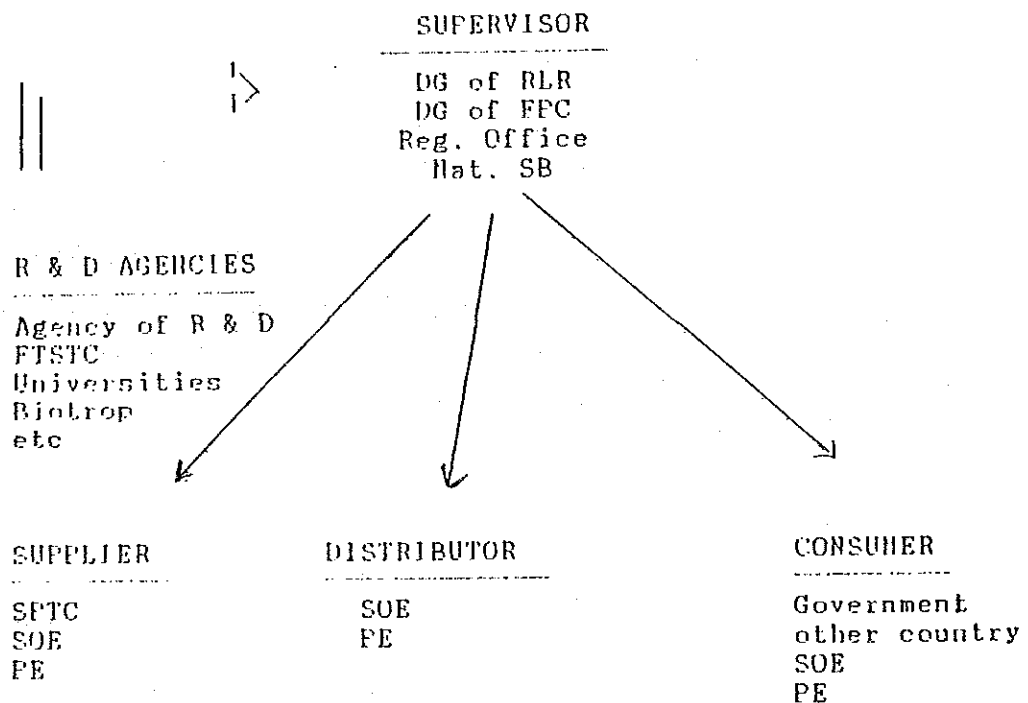 SUPERVISOR
DG of RLR
DG of FPC
Reg. Office
Nat. SB
R & D AGENCIES
Agency of R & D
FTSTC
Universities
Biotrop
etc
SUPPLIER
SPTC
SOE
PE
DISTRIBUTOR
SOE
PE
CONSUMER
Government
other country
SOE
PE